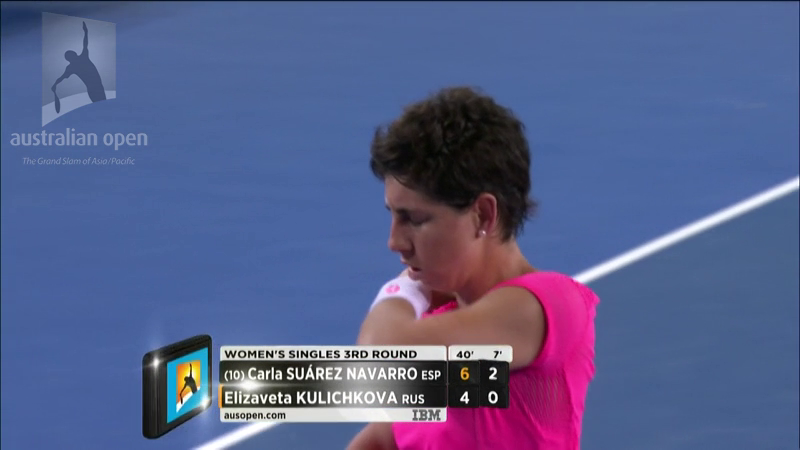 australian open
The Grand Slam of Asia/Pacific
WOMEN'S SINGLES 3RD ROUND 40' 7'
(10) Carla SUÁREZ NAVARRO ESP 6 2
Elizaveta KULICHKOVA RUS 4 0
ausopen.com IBM